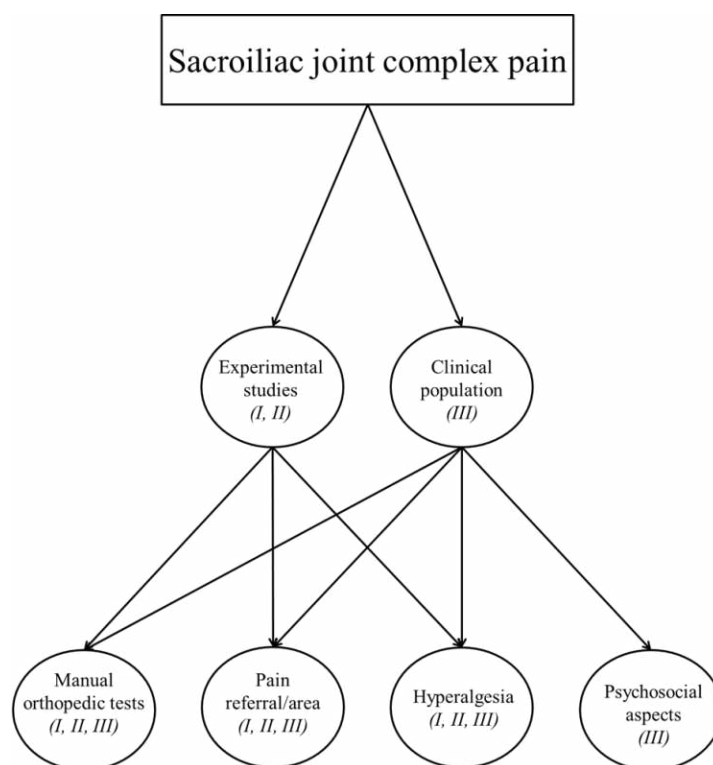 Sacroiliac joint complex pain
Experimental
studies
(I, II)
Clinical
population
(III)
Manual
orthopedic tests
(I, II, III)
Pain
referral/area
(I, II, III)
Hyperalgesia
(I, II, III)
Psychosocial
aspects
(III)